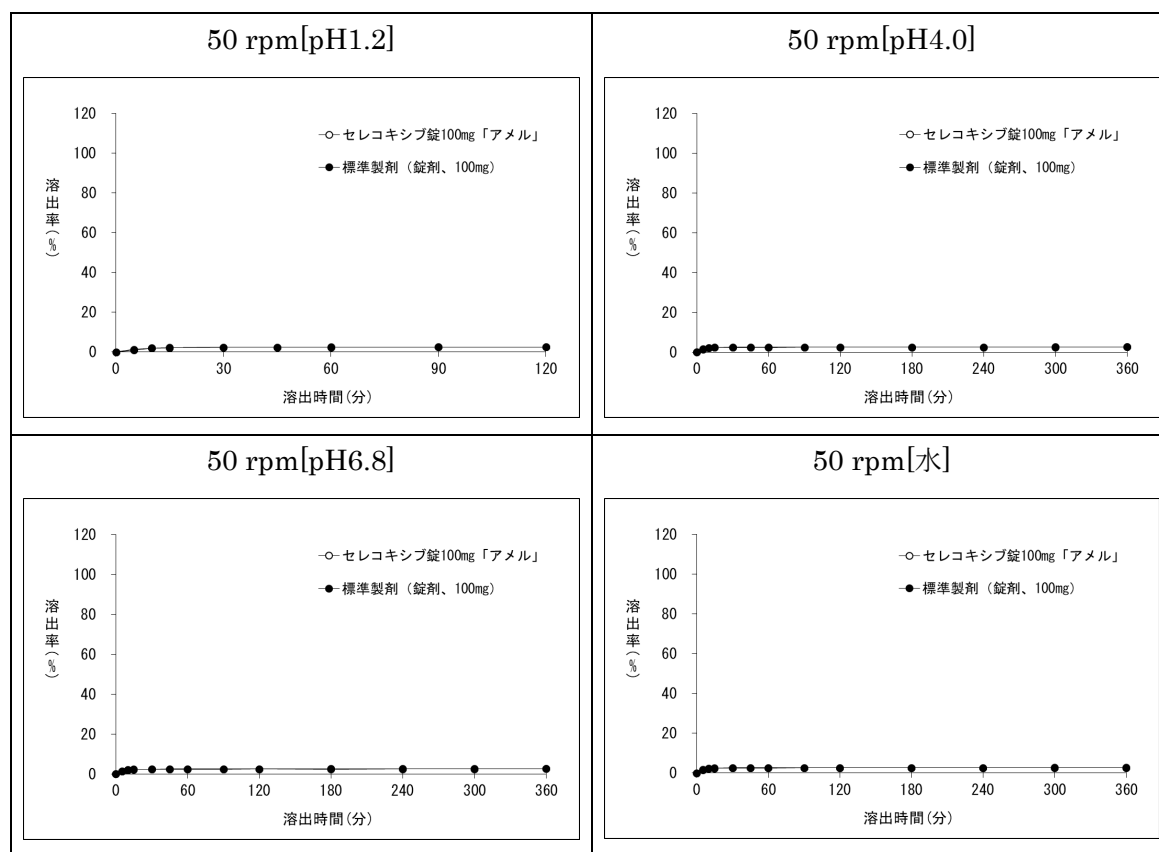 50 rpm[pH1.2]
120
100
80
60
40
20
0
溶出率(%)
セレコキシブ錠100mg「アメル」
標準製剤（錠剤、100mg）
0 30 60 90 120
溶出時間(分)
50 rpm[pH4.0]
120
100
80
60
40
20
0
溶出率(%)
セレコキシブ錠100mg「アメル」
標準製剤（錠剤、100mg）
0 60 120 180 240 300 360
溶出時間(分)
50 rpm[pH6.8]
120
100
80
60
40
20
0
溶出率(%)
セレコキシブ錠100mg「アメル」
標準製剤（錠剤、100mg）
0 60 120 180 240 300 360
溶出時間(分)
50 rpm[水]
120
100
80
60
40
20
0
溶出率(%)
セレコキシブ錠100mg「アメル」
標準製剤（錠剤、100mg）
0 60 120 180 240 300 360
溶出時間(分)